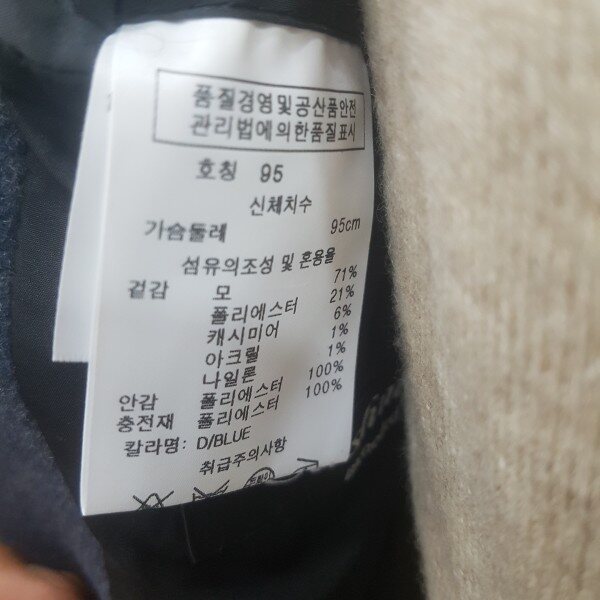 품질경영및공산품안전
관리법에의한품질표시
호칭 95
신체치수
가슴둘레 95cm
섬유의조성 및 혼용율
겉감 모 71%
폴리에스터 21%
캐시미어 6%
아크릴 1%
나일론 1%
안감 폴리에스터 100%
충전재 폴리에스터 100%
칼라명: D/BLUE
취급주의사항